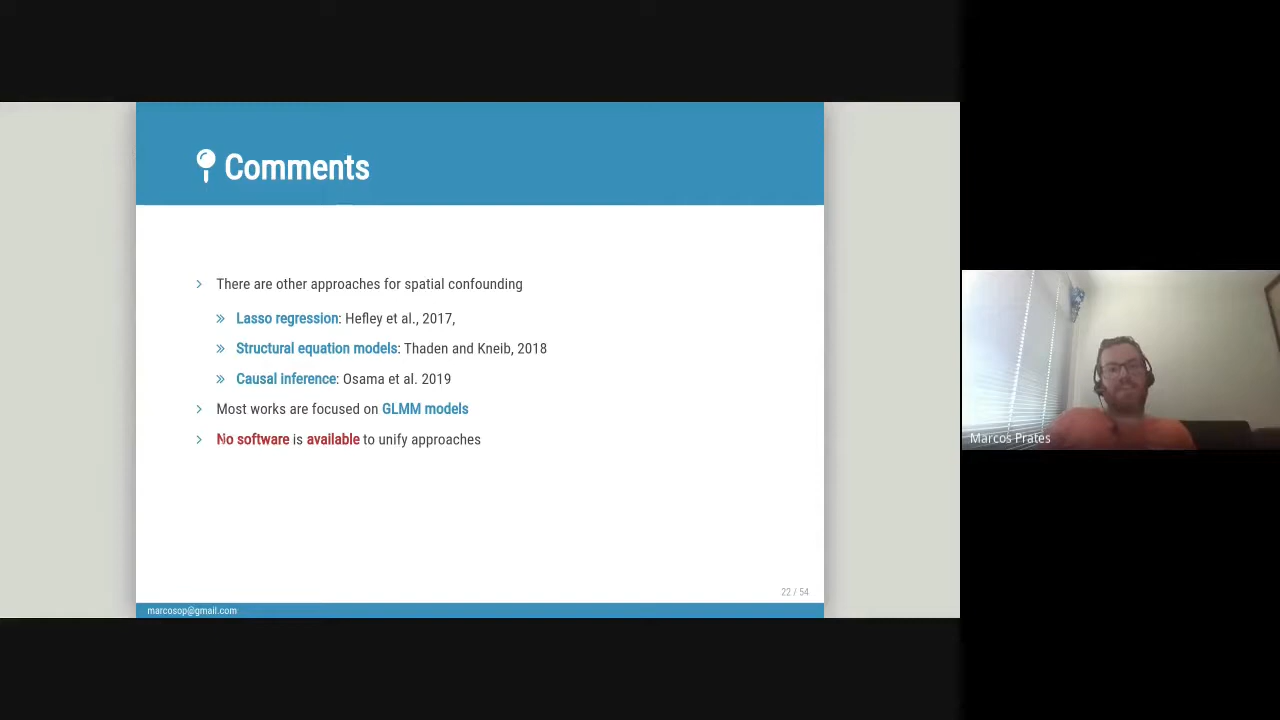 Comments
There are other approaches for spatial confounding
Lasso regression: Hefley et al., 2017,
Structural equation models: Thaden and Kneib, 2018
Causal inference: Osama et al. 2019
Most works are focused on GLMM models
No software is available to unify approaches
22 / 54
marcosop@gmail.com
Marcos Prates